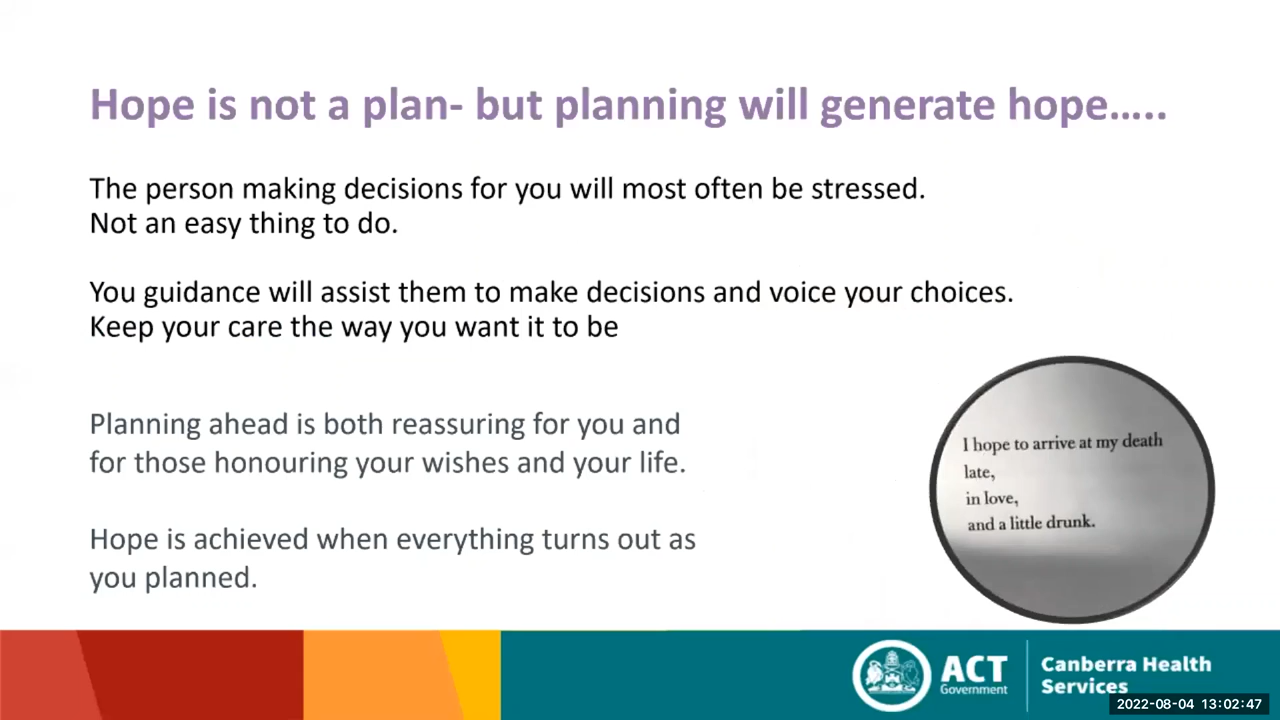 Hope is not a plan- but planning will generate hope.....
The person making decisions for you will most often be stressed.
Not an easy thing to do.
You guidance will assist them to make decisions and voice your choices.
Keep your care the way you want it to be
Planning ahead is both reassuring for you and
for those honouring your wishes and your life.
Hope is achieved when everything turns out as
you planned.
I hope to arrive at my death
late,
in love,
and a little drunk.
ACT
Government
Canberra Health
Services
2022-08-04 13:02:47